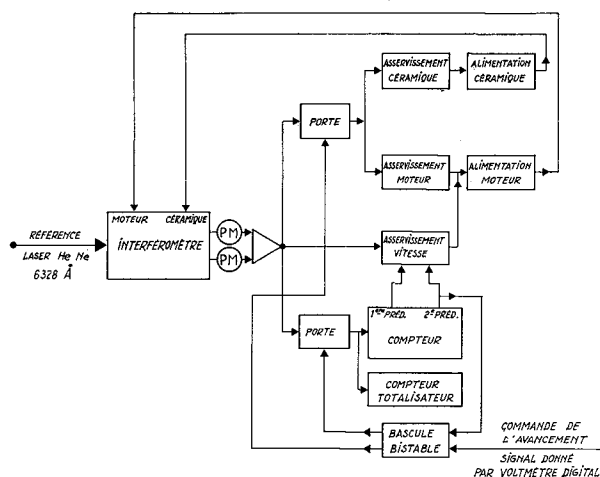 ASSERVISSEMENT
CÉRAMIQUE
ALIMENTATION
CÉRAMIQUE
PORTE
ASSERVISSEMENT
MOTEUR
ALIMENTATION
MOTEUR
MOTEUR CÉRAMIQUE
INTERFÉROMÈTRE
RÉFÉRENCE
LASER He Ne
6328 Å
PM
PM
ASSERVISSEMENT
VITESSE
PORTE
1ère PRÉD. 2e PRÉD.
COMPTEUR
COMPTEUR
TOTALISATEUR
BASCULE
BISTABLE
COMMANDE DE
D'AVANCEMENT
SIGNAL DONNÉ
PAR VOLTMÈTRE DIGITAL